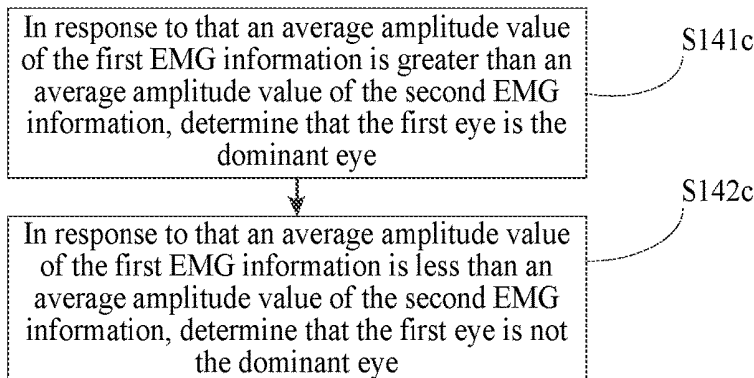 In response to that an average amplitude value
of the first EMG information is greater than an
average amplitude value of the second EMG
information, determine that the first eye is the
dominant eye
S141c
In response to that an average amplitude value
of the first EMG information is less than an
average amplitude value of the second EMG
information, determine that the first eye is not
the dominant eye
S142c